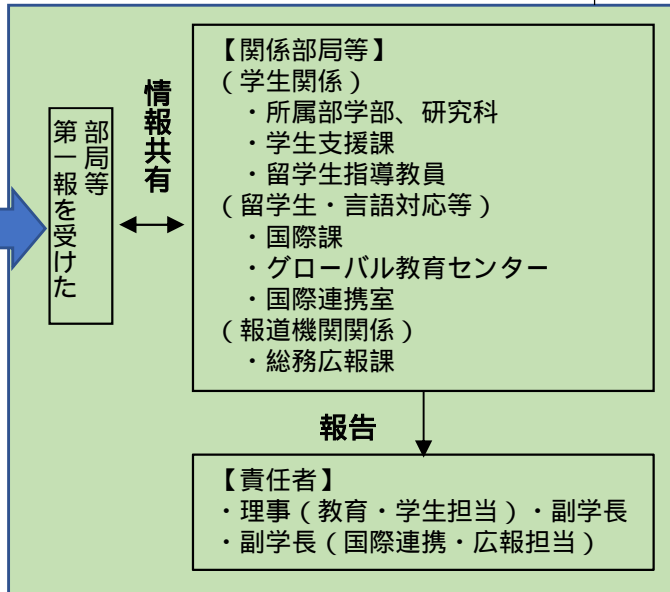 第一報を受けた
部局等
情報共有
【関係部局等】
（学生関係）
・所属部学部、研究科
・学生支援課
・留学生指導教員
（留学生・言語対応等）
・国際課
・グローバル教育センター
・国際連携室
（報道機関関係）
・総務広報課
報告
【責任者】
・理事（教育・学生担当）・副学長
・副学長（国際連携・広報担当）